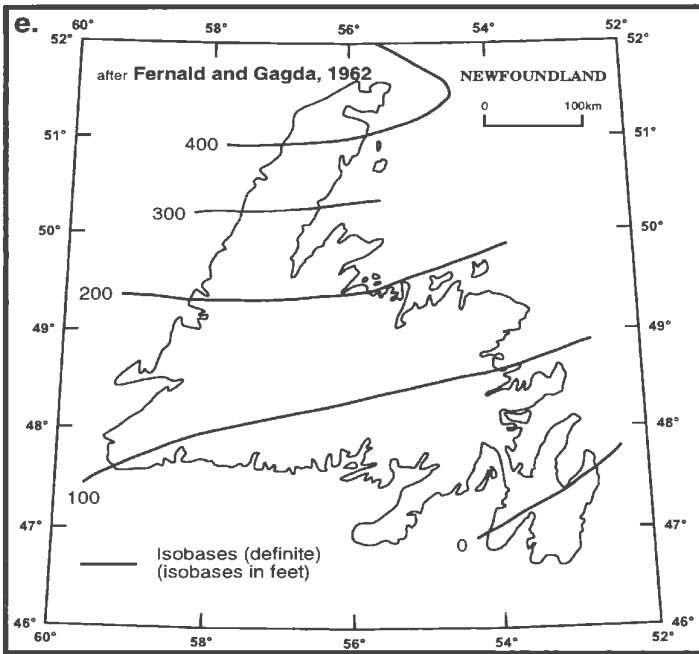 e.
60° 58° 56° 54° 52°
52° 52°
after Fernald and Gagda, 1962
NEWFOUNDLAND
0 100km
51° 51°
400
300
50° 50°
200
49° 49°
48° 48°
100
47° 47°
0
Isobases (definite)
(isobases in feet)
46° 46°
60° 58° 56° 54° 52°